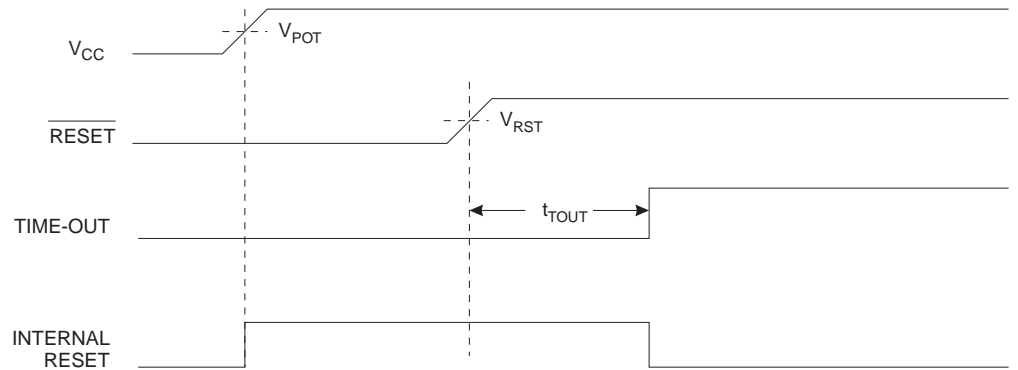 VCC
VPOT
RESET
VRST
TIME-OUT
tTOUT
INTERNAL
RESET